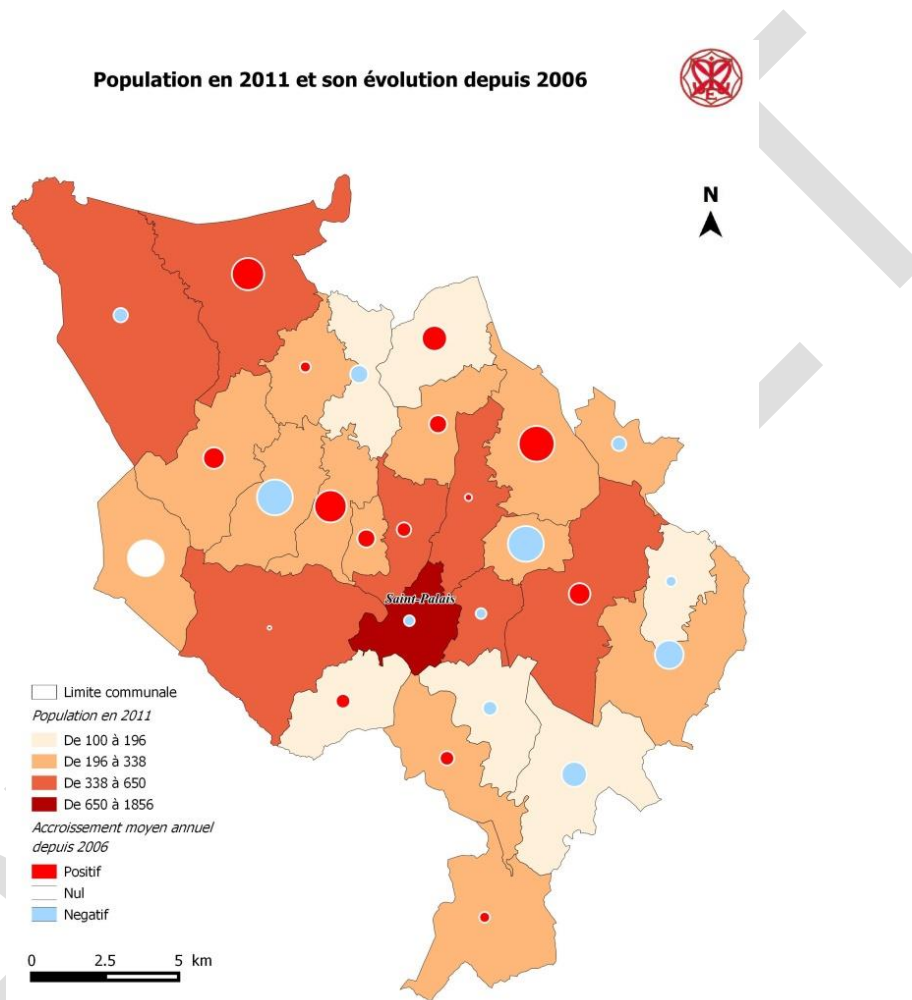 Population en 2011 et son évolution depuis 2006
N
Saint-Palais
Limite communale
Population en 2011
De 100 à 196
De 196 à 338
De 338 à 650
De 650 à 1856
Accroissement moyen annuel
depuis 2006
Positif
Nul
Negatif
0 2.5 5 km